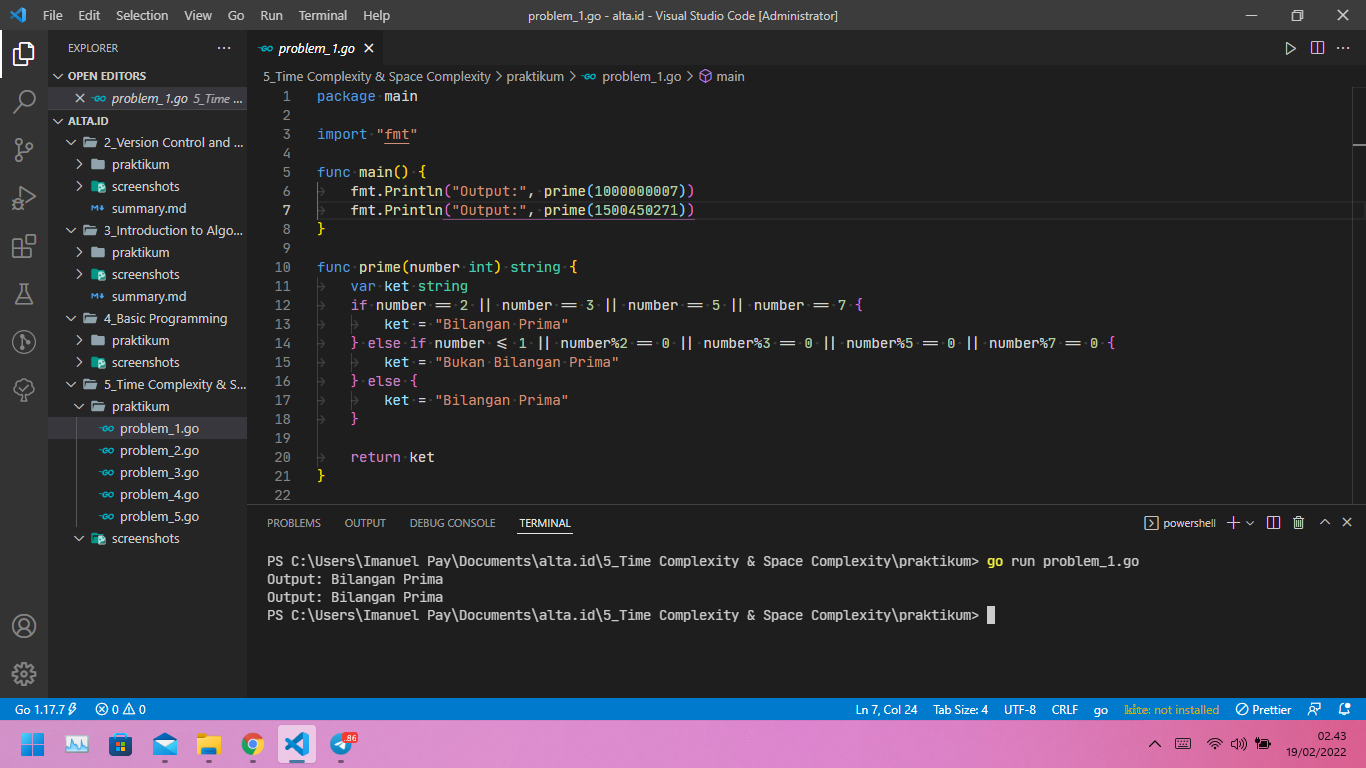 File Edit Selection View Go Run Terminal Help problem_1.go - alta.id - Visual Studio Code [Administrator]
EXPLORER ···
OPEN EDITORS
problem_1.go 5_Time ...
ALTA.ID
2_Version Control and ...
praktikum
screenshots
summary.md
3_Introduction to Algo...
praktikum
screenshots
summary.md
4_Basic Programming
praktikum
screenshots
5_Time Complexity & S...
praktikum
problem_1.go
problem_2.go
problem_3.go
problem_4.go
problem_5.go
screenshots
problem_1.go
5_Time Complexity & Space Complexity > praktikum > problem_1.go > main
1 package main
2
3 import "fmt"
4
5 func main() {
6 fmt.Println("Output:", prime(1000000007))
7 fmt.Println("Output:", prime(1500450271))
8 }
9
10 func prime(number int) string {
11 var ket string
12 if number == 2 || number == 3 || number == 5 || number == 7 {
13 ket = "Bilangan Prima"
14 } else if number <= 1 || number%2 == 0 || number%3 == 0 || number%5 == 0 || number%7 == 0 {
15 ket = "Bukan Bilangan Prima"
16 } else {
17 ket = "Bilangan Prima"
18 }
19
20 return ket
21 }
22
PROBLEMS OUTPUT DEBUG CONSOLE TERMINAL powershell
PS C:\Users\Imanuel Pay\Documents\alta.id\5_Time Complexity & Space Complexity\praktikum> go run problem_1.go
Output: Bilangan Prima
Output: Bilangan Prima
PS C:\Users\Imanuel Pay\Documents\alta.id\5_Time Complexity & Space Complexity\praktikum>
Go 1.17.7 0 0 Ln 7, Col 24 Tab Size: 4 UTF-8 CRLF go kite: not installed Prettier
86
02.43
19/02/2022